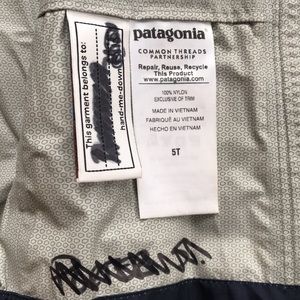 This garment belongs to:
hand-me-down
patagonia
COMMON THREADS
PARTNERSHIP
Repair, Reuse, Recycle
This Product
www.patagonia.com
100% NYLON
EXCLUSIVE OF TRIM
MADE IN VIETNAM
FABRIQUÉ AU VIETNAM
HECHO EN VIETNAM
5T